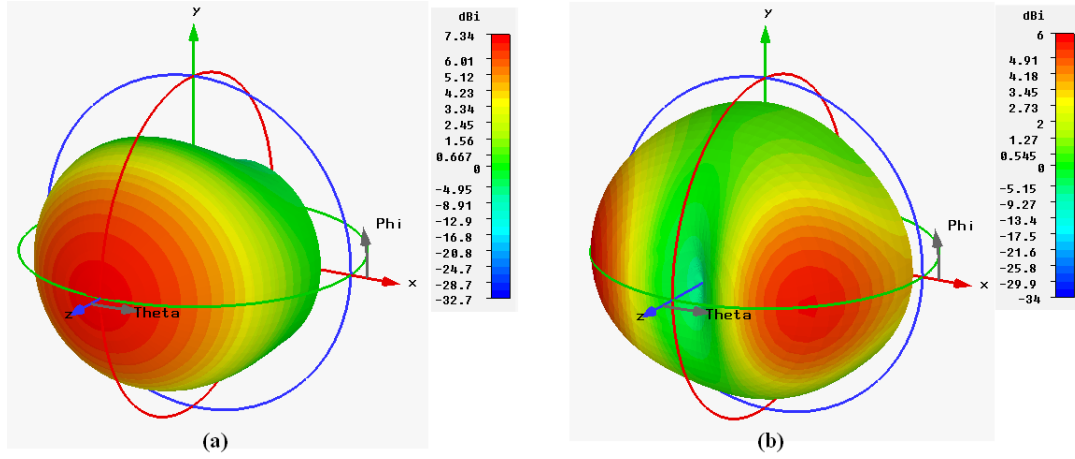 y
dBi
7.34
6.01
5.12
4.23
3.34
2.45
1.56
0.667
0
-4.95
-8.91
-12.9
-16.8
-20.8
-24.7
-28.7
-32.7
Phi
x
z
Theta
(a)
y
dBi
6
4.91
4.18
3.45
2.73
2
1.27
0.545
0
-5.15
-9.27
-13.4
-17.5
-21.6
-25.8
-29.9
-34
Phi
x
z
Theta
(b)